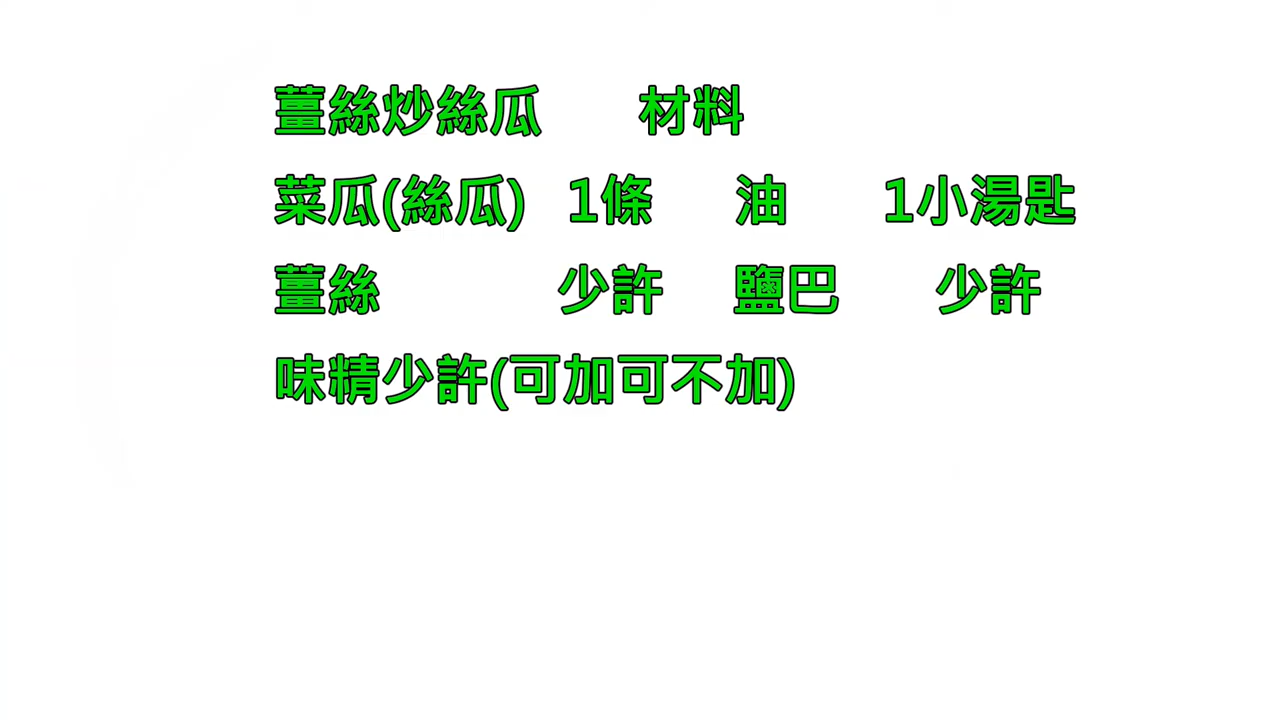 薑絲炒絲瓜 材料
菜瓜(絲瓜) 1條 油 1小湯匙
薑絲 少許 鹽巴 少許
味精少許(可加可不加)